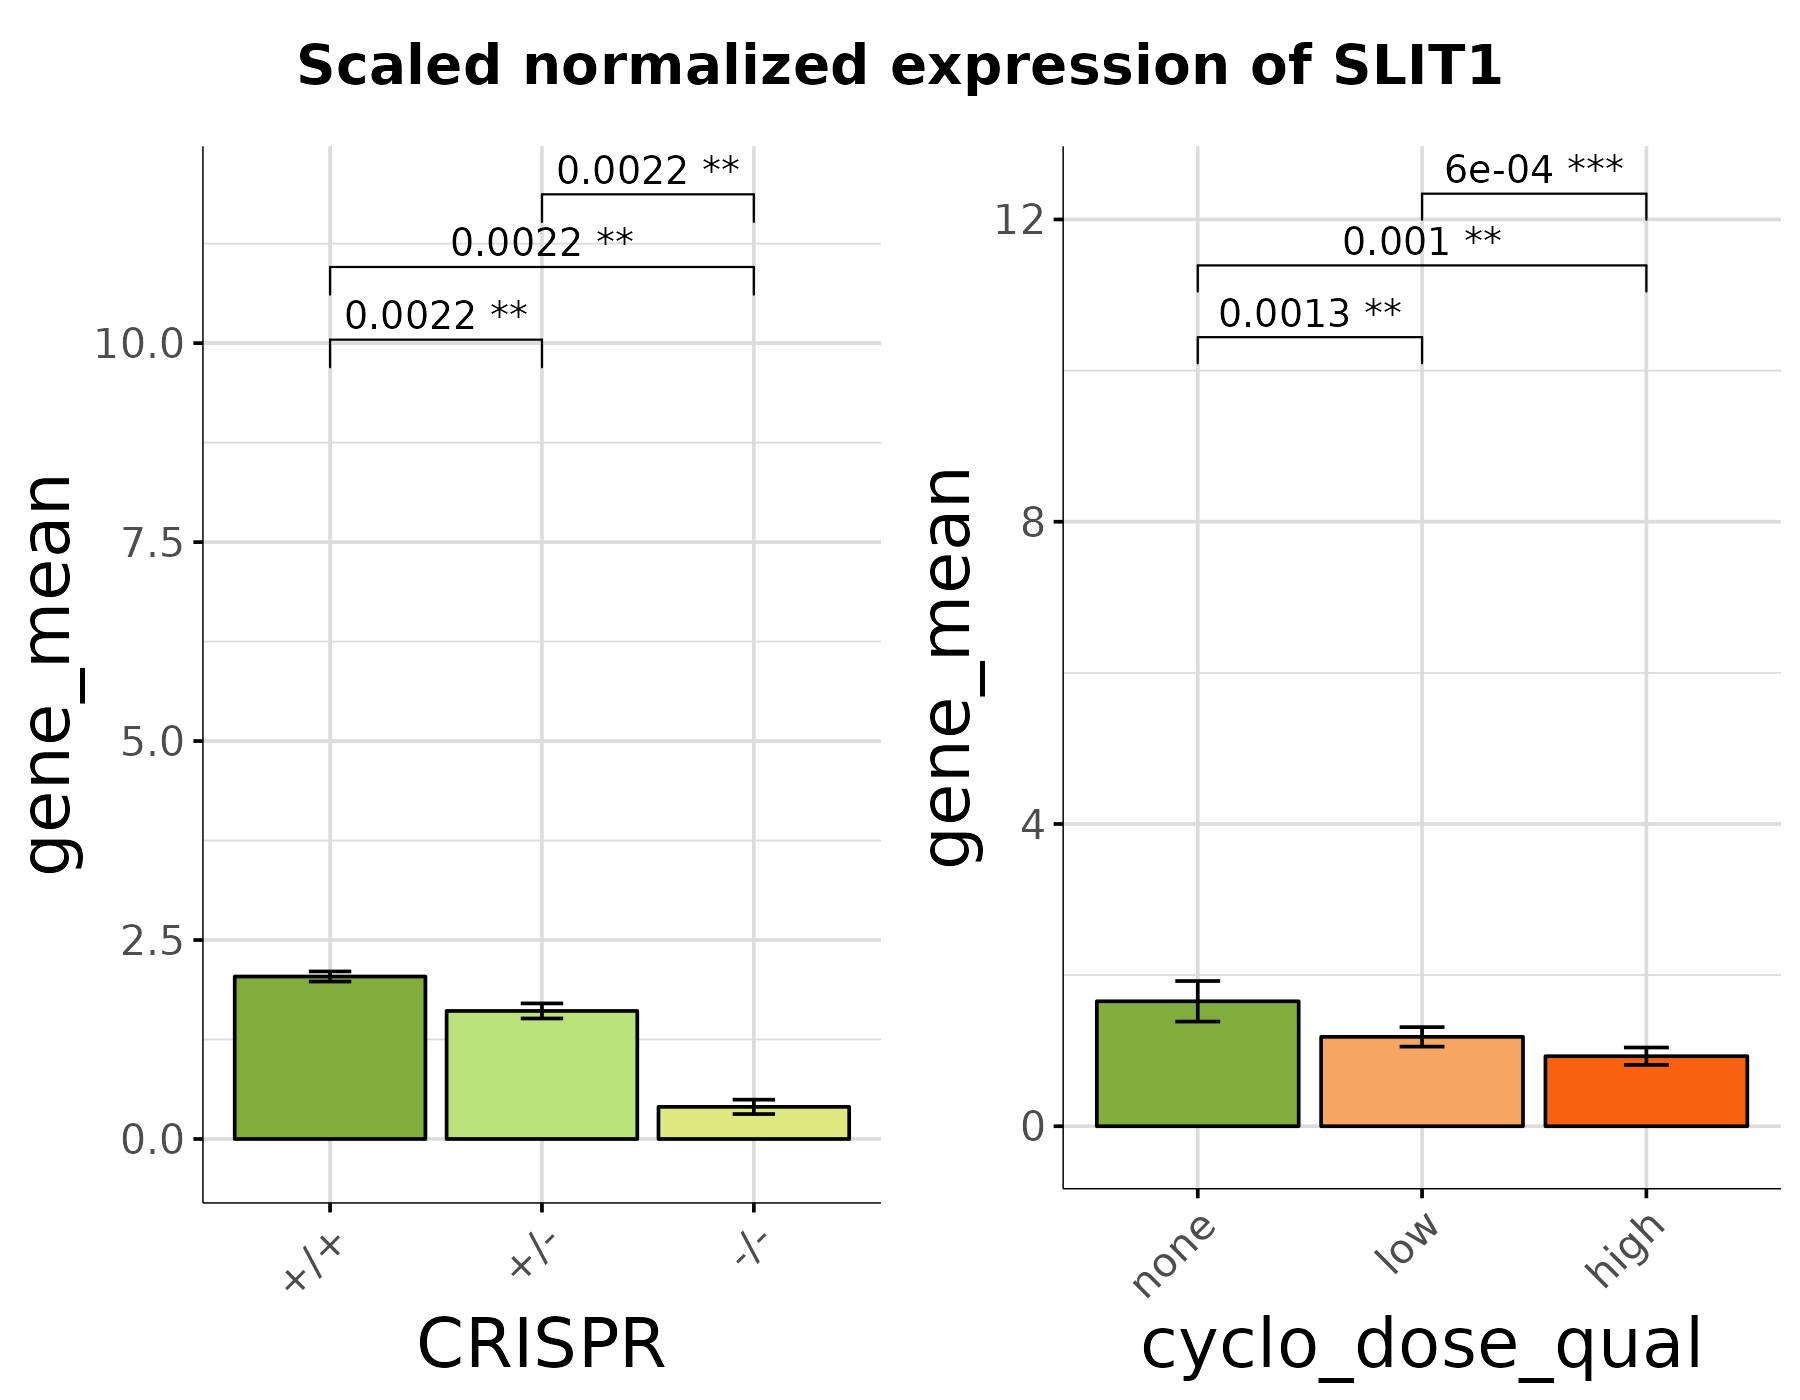 Scaled normalized expression of SLIT1
0.0022 **
0.0022 **
0.0022 **
10.0
7.5
5.0
2.5
0.0
gene_mean
+/+
+/-
-/-
CRISPR
6e-04 ***
0.001 **
0.0013 **
12
8
4
0
gene_mean
none
low
high
cyclo_dose_qual